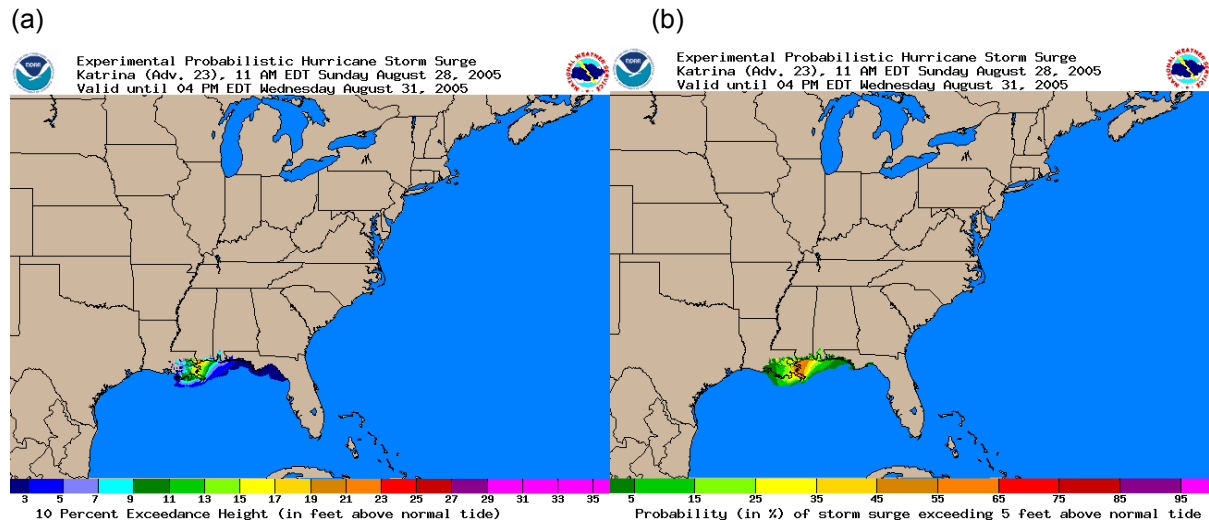 (a)
Experimental Probabilistic Hurricane Storm Surge
Katrina (Adv. 23), 11 AM EDT Sunday August 28, 2005
Valid until 04 PM EDT Wednesday August 31, 2005
3 5 7 9 11 13 15 17 19 21 23 25 27 29 31 33 35
10 Percent Exceedance Height (in feet above normal tide)
(b)
Experimental Probabilistic Hurricane Storm Surge
Katrina (Adv. 23), 11 AM EDT Sunday August 28, 2005
Valid until 04 PM EDT Wednesday August 31, 2005
5 15 25 35 45 55 65 75 85 95
Probability (in %) of storm surge exceeding 5 feet above normal tide